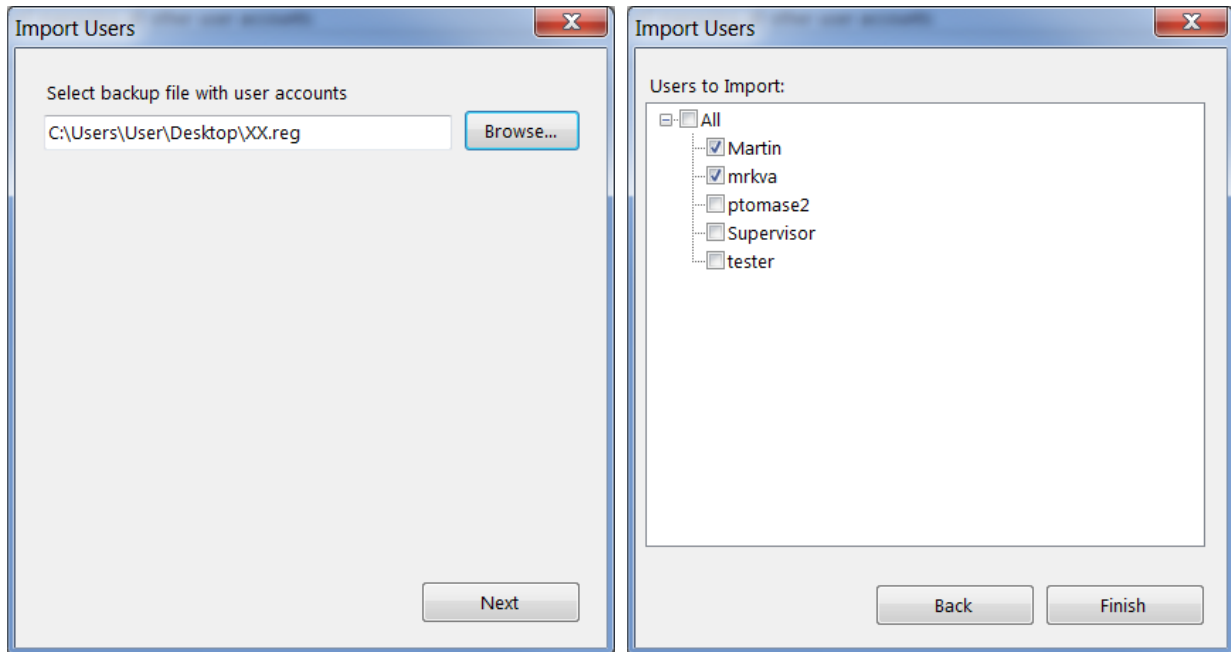 Import Users
Select backup file with user accounts
C:\Users\User\Desktop\XX.reg
Browse...
Next
Import Users
Users to Import:
All
Martin
mrkva
ptomase2
Supervisor
tester
Back
Finish